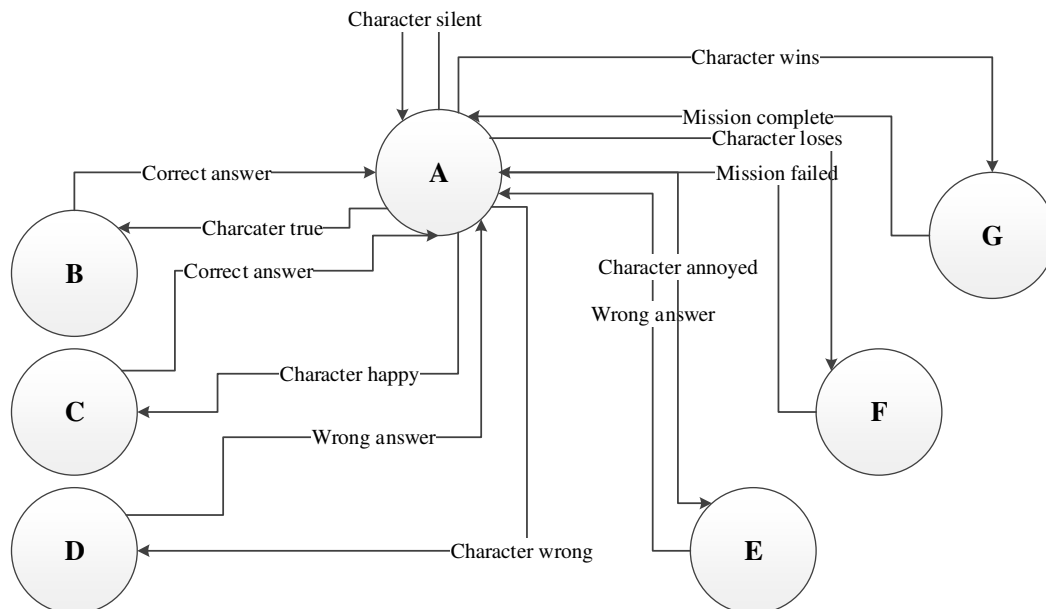 Character silent
Character wins
Mission complete
Character loses
A
Correct answer
Mission failed
Charcater true
G
B
Correct answer
Character annoyed
Wrong answer
Character happy
C
F
Wrong answer
D
Character wrong
E